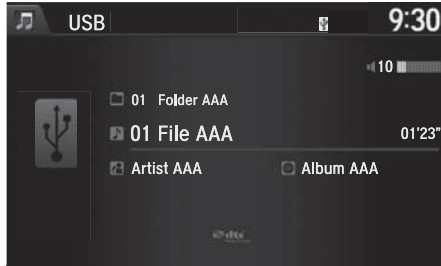 USB 9:30
10
01 Folder AAA
01 File AAA 01'23"
Artist AAA Album AAA
dts